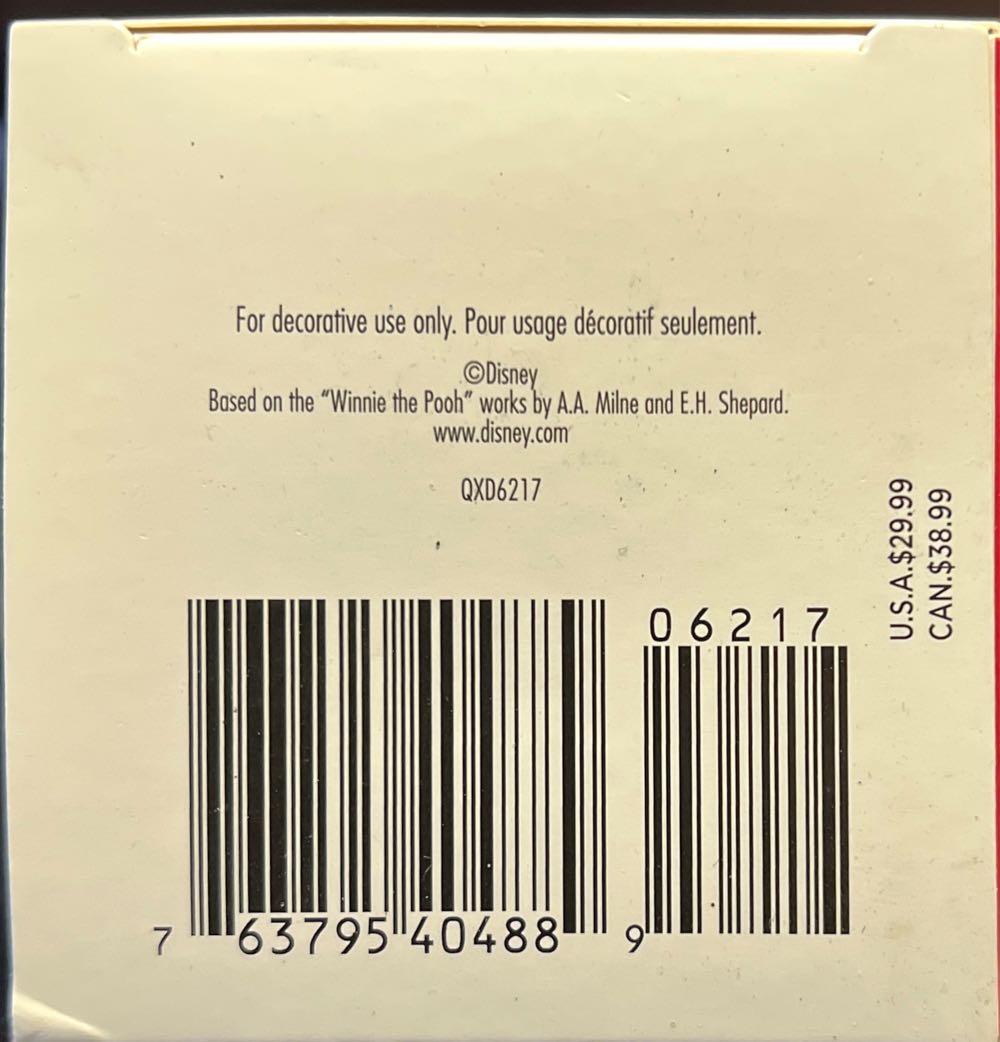 For decorative use only. Pour usage décoratif seulement.
©Disney
Based on the “Winnie the Pooh” works by A.A. Milne and E.H. Shepard.
www.disney.com
QXD6217
U.S.A.$29.99
CAN.$38.99
06217
7 63795 40488 9